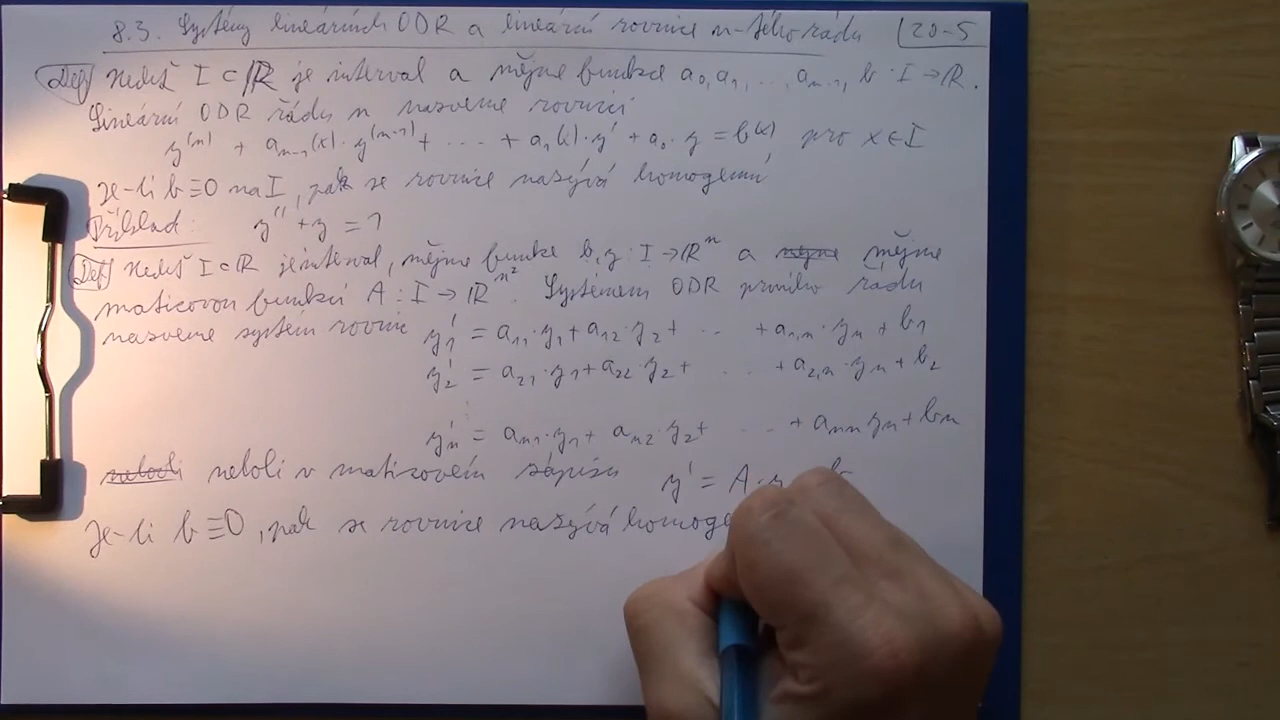 8.3. Systémy lineárních ODR a lineární rovnice n-tého řádu 20-5
Def Nechť I ⊂ ℝ je interval a mějme funkce a₀, a₁, ..., aₙ₋₁, b : I → ℝ.
Lineární ODR řádu n nazveme rovnici
y⁽ⁿ⁾ + aₙ₋₁(x)·y⁽ⁿ⁻¹⁾ + ... + a₁(x)·y' + a₀·y = b(x) pro x ∈ I
Je-li b ≡ 0 na I, pak se rovnice nazývá homogenní
Příklad: y'' + y = 1
Def Nechť I ⊂ ℝ je interval, mějme funkce b, y : I → ℝⁿ a mějme
maticovou funkci A : I → ℝ^{n²}. Systémem ODR prvního řádu
nazveme systém rovnic y₁' = a₁₁·y₁ + a₁₂·y₂ + ... + a₁,ₙ·yₙ + b₁
y₂' = a₂₁·y₁ + a₂₂·y₂ + ... + a₂,ₙ·yₙ + b₂
⋮
yₙ' = aₙ₁·y₁ + aₙ₂·y₂ + ... + aₙₙ yₙ + bₙ
neboli neboli v maticovém zápisu y' = A·y
Je-li b ≡ 0, pak se rovnice nazývá homoge